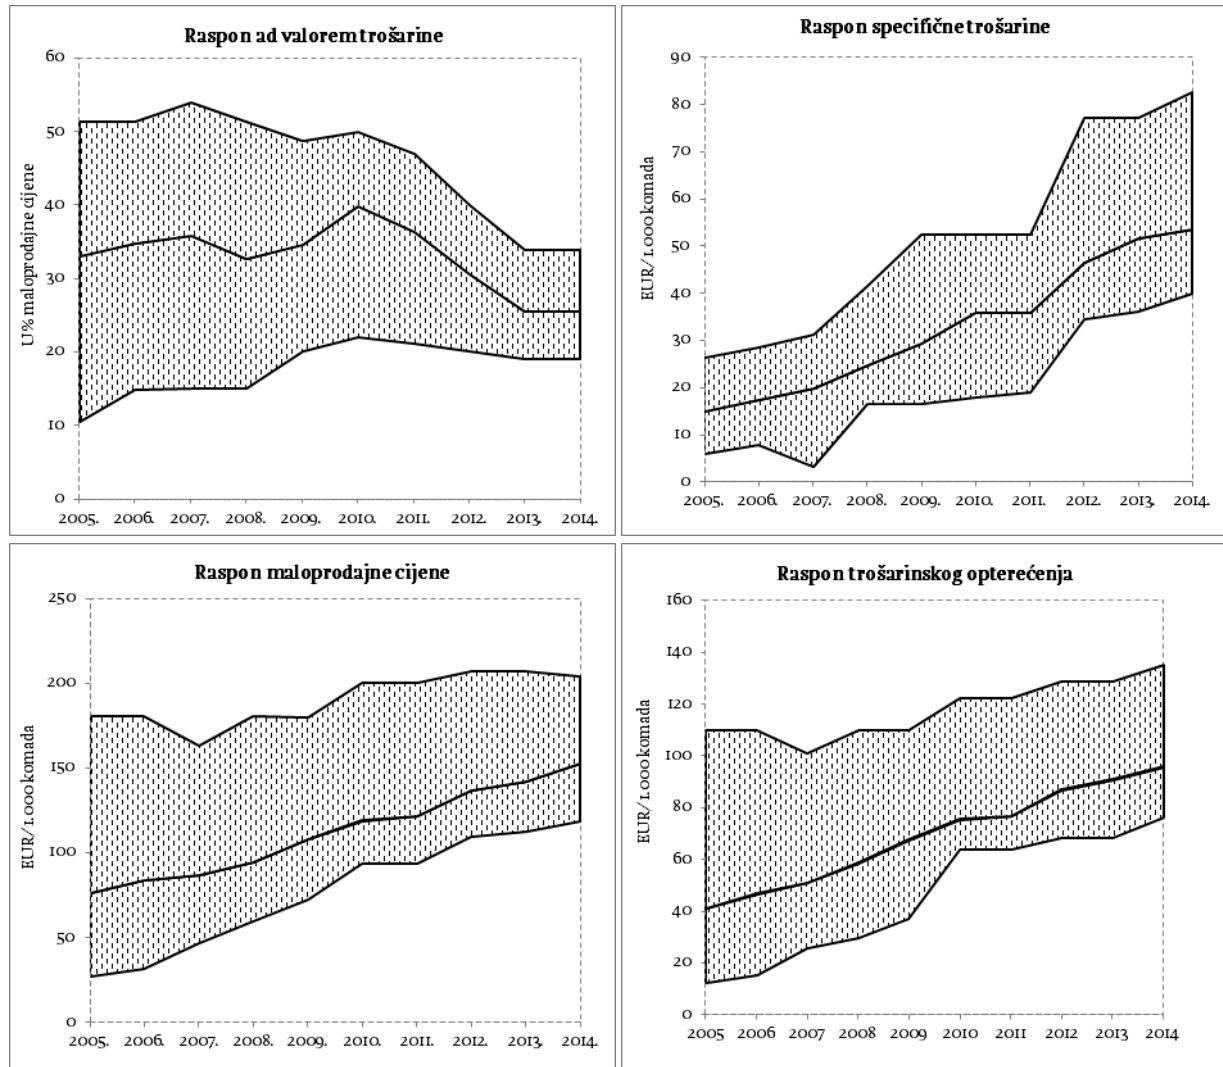 Raspon ad valorem trošarine
U % maloprodajne cijene
60
50
40
30
20
10
0
2005. 2006. 2007. 2008. 2009. 2010. 2011. 2012. 2013. 2014.
Raspon specifične trošarine
EUR/1.000 komada
90
80
70
60
50
40
30
20
10
0
2005. 2006. 2007. 2008. 2009. 2010. 2011. 2012. 2013. 2014.
Raspon maloprodajne cijene
EUR/1.000 komada
250
200
150
100
50
0
2005. 2006. 2007. 2008. 2009. 2010. 2011. 2012. 2013. 2014.
Raspon trošarinskog opterećenja
EUR/1.000 komada
160
140
120
100
80
60
40
20
0
2005 2006 2007 2008 2009 2010 2011 2012 2013 2014